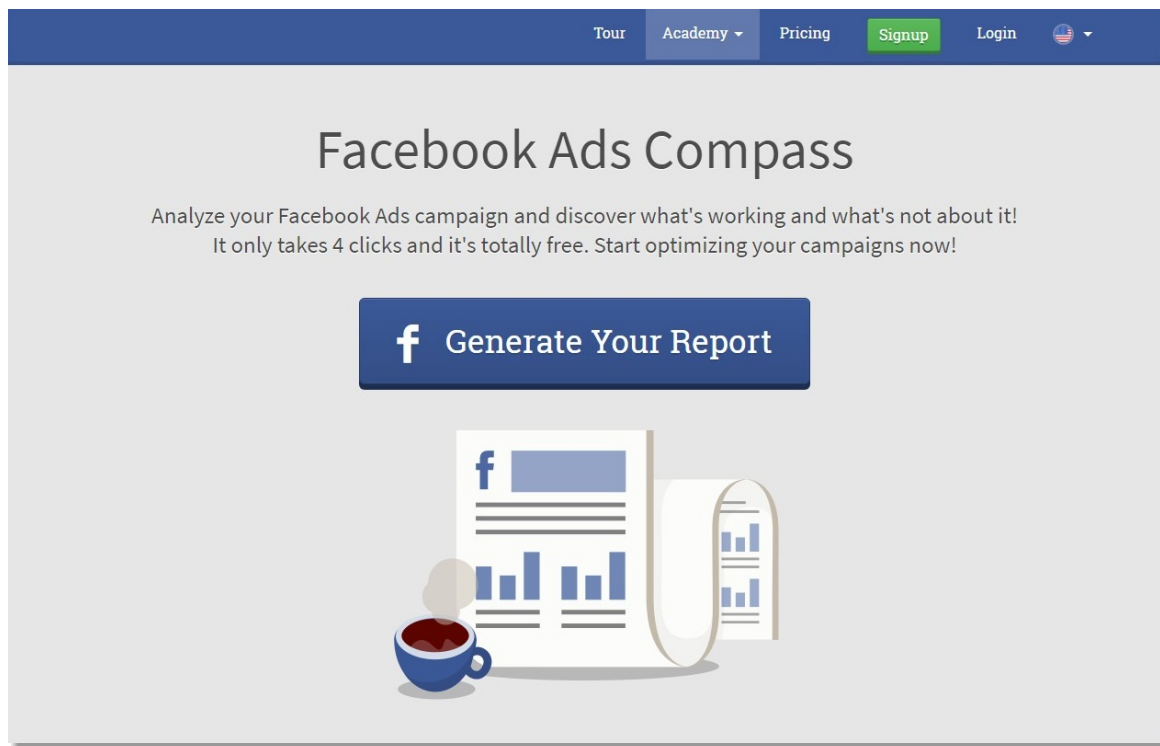 Tour Academy Pricing Signup Login
Facebook Ads Compass
Analyze your Facebook Ads campaign and discover what's working and what's not about it!
It only takes 4 clicks and it's totally free. Start optimizing your campaigns now!
f Generate Your Report
f